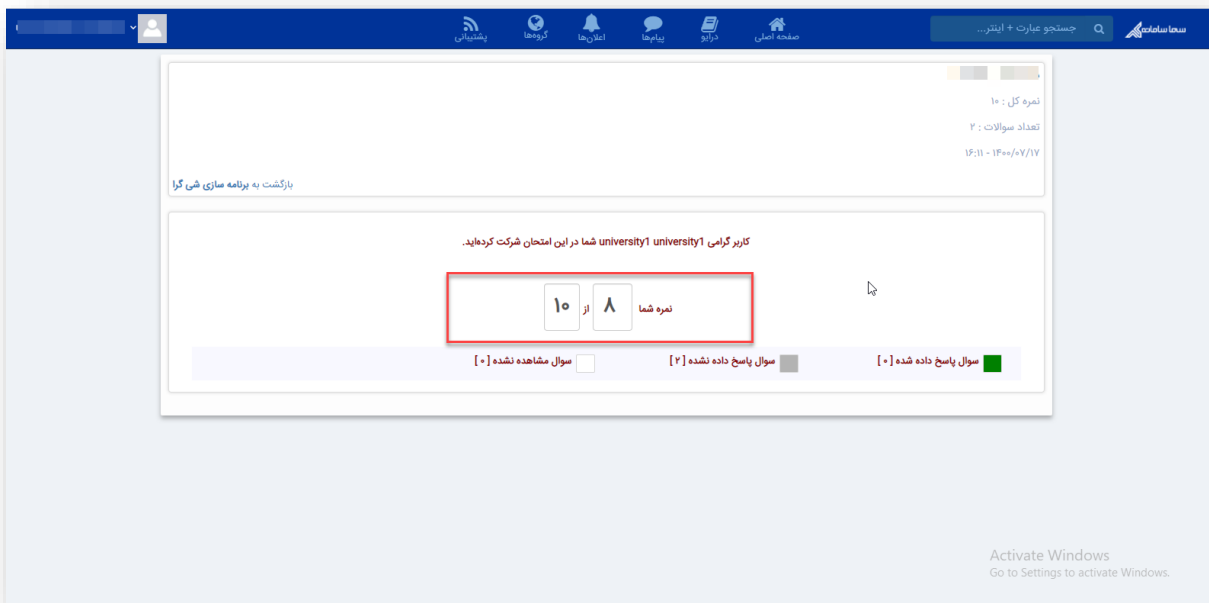 سما سامانه
جستجو عبارت + اینتر...
صفحه اصلی
درایو
پیام‌ها
اعلان‌ها
گروه‌ها
پشتیبانی
نمره کل : ۱۰
تعداد سوالات : ۲
۱۴۰۰/۰۷/۱۷ - ۱۶:۱۱
بازگشت به برنامه سازی شی گرا
کاربر گرامی university1 university1 شما در این امتحان شرکت کرده‌اید.
نمره شما ۸ از ۱۰
سوال پاسخ داده شده [ ۰ ] سوال پاسخ داده نشده [ ۲ ] سوال مشاهده نشده [ ۰ ]
Activate Windows
Go to Settings to activate Windows.